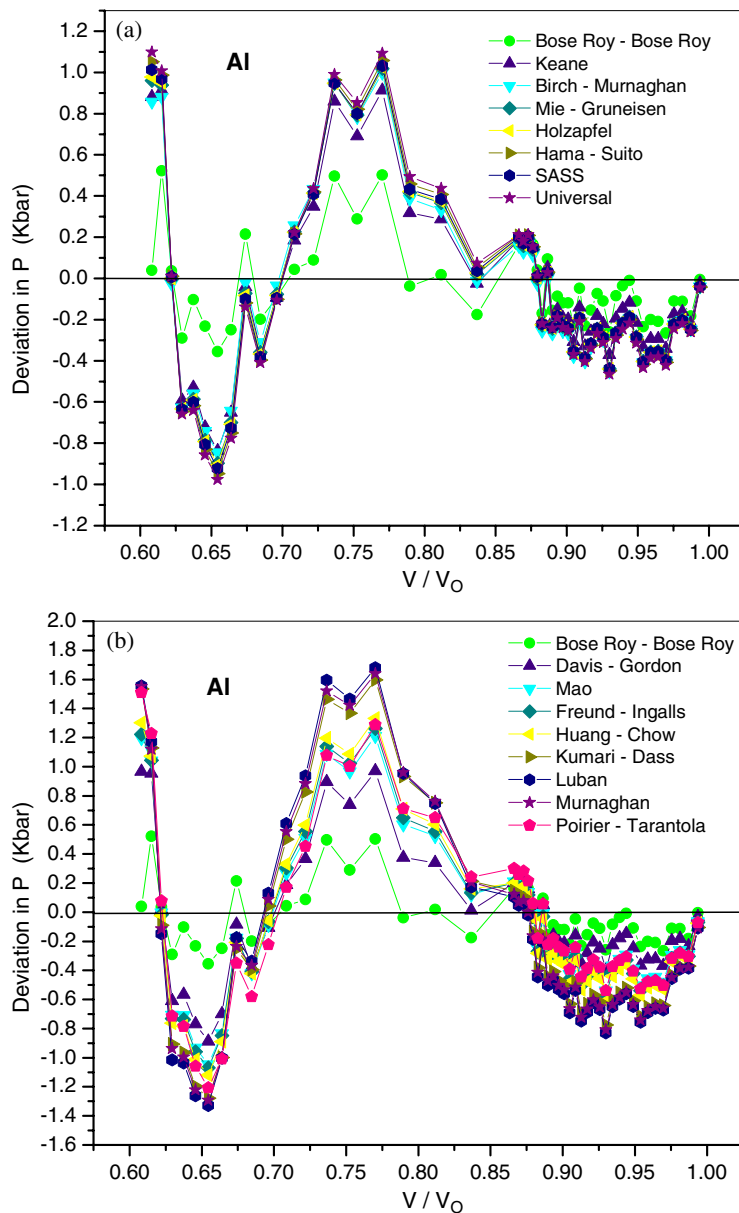 (a)
Al
Bose Roy - Bose Roy
Keane
Birch - Murnaghan
Mie - Gruneisen
Holzapfel
Hama - Suito
SASS
Universal
Deviation in P (Kbar)
1.2
1.0
0.8
0.6
0.4
0.2
0.0
-0.2
-0.4
-0.6
-0.8
-1.0
-1.2
0.60 0.65 0.70 0.75 0.80 0.85 0.90 0.95 1.00
V / V_O
(b)
Al
Bose Roy - Bose Roy
Davis - Gordon
Mao
Freund - Ingalls
Huang - Chow
Kumari - Dass
Luban
Murnaghan
Poirier - Tarantola
Deviation in P (Kbar)
2.0
1.8
1.6
1.4
1.2
1.0
0.8
0.6
0.4
0.2
0.0
-0.2
-0.4
-0.6
-0.8
-1.0
-1.2
-1.4
-1.6
0.60 0.65 0.70 0.75 0.80 0.85 0.90 0.95 1.00
V / V_O